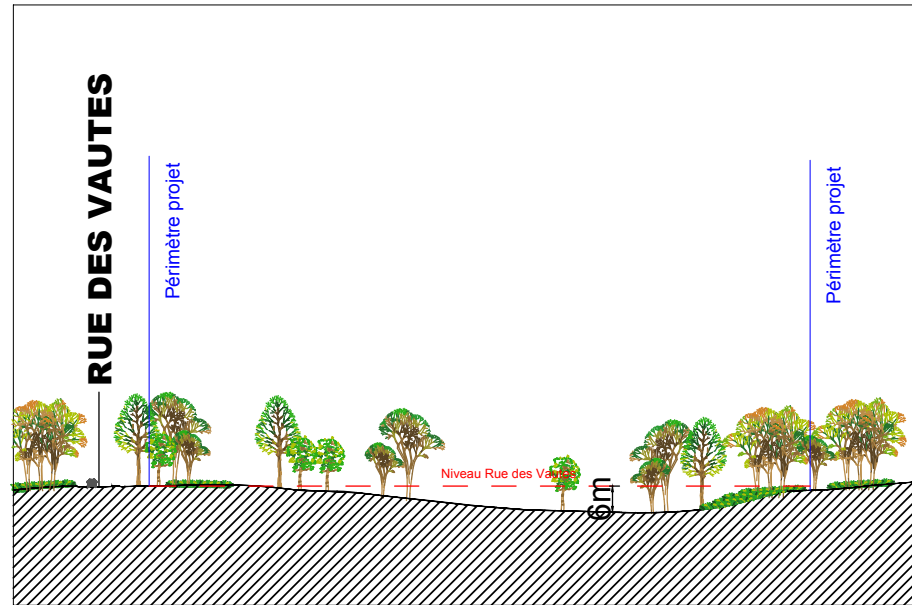 RUE DES VAUTES
Périmètre projet
Périmètre projet
Niveau Rue des Vautes
6m